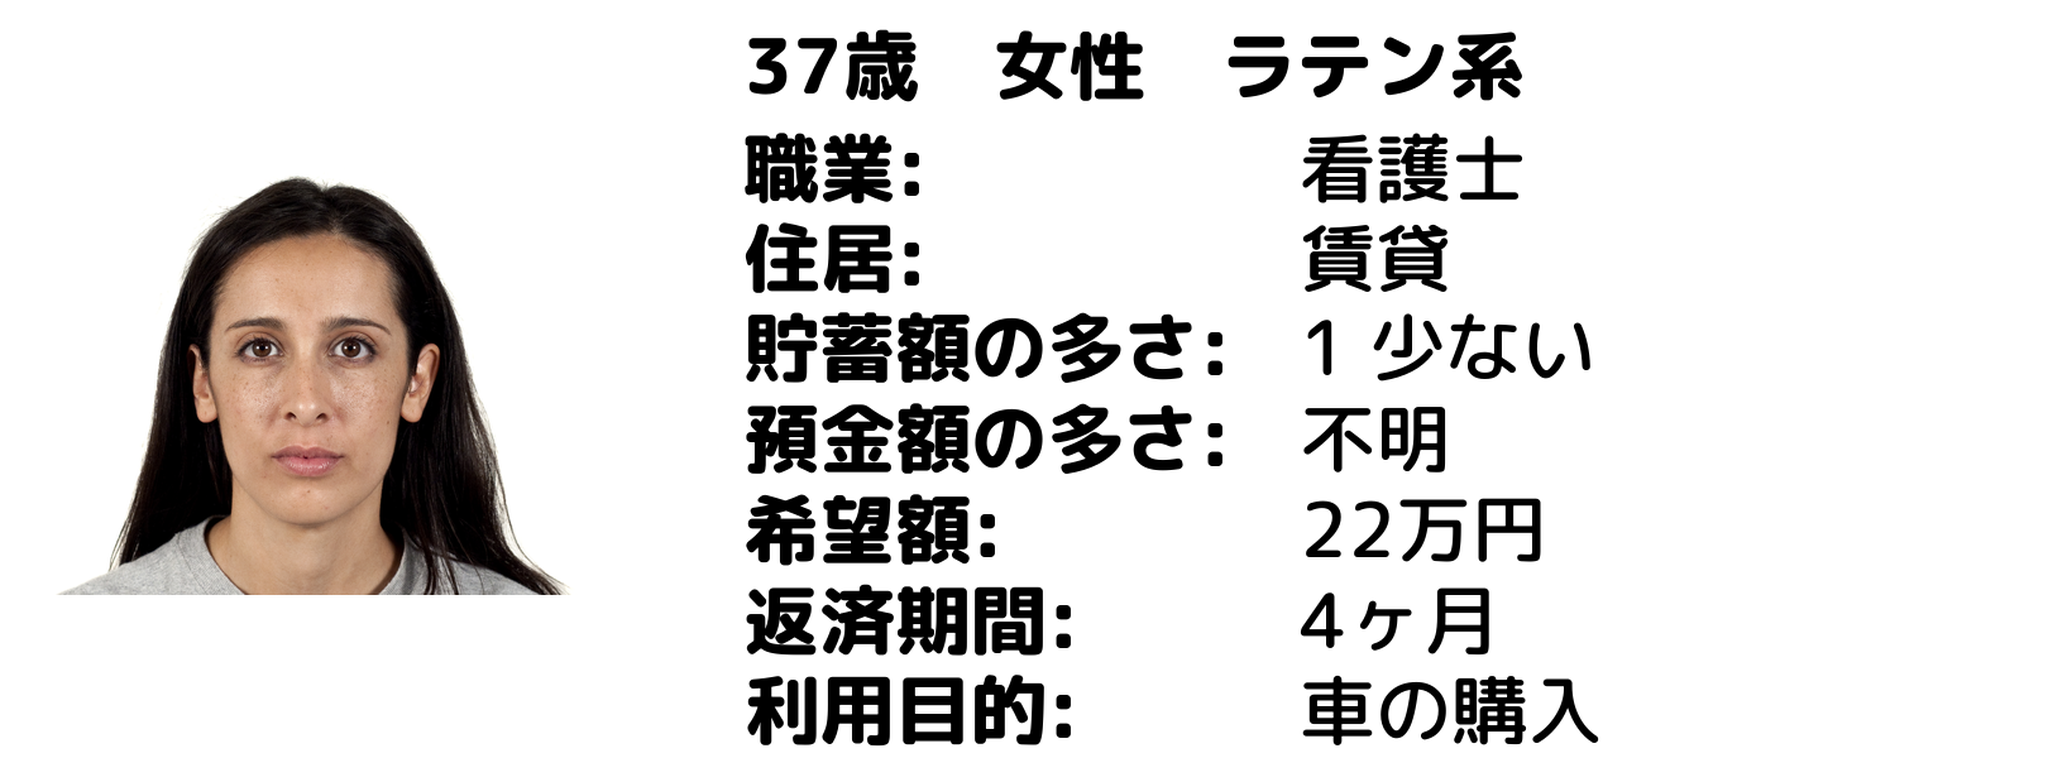 37歳　女性　ラテン系
職業: 看護士
住居: 賃貸
貯蓄額の多さ: 1 少ない
預金額の多さ: 不明
希望額: 22万円
返済期間: 4ヶ月
利用目的: 車の購入